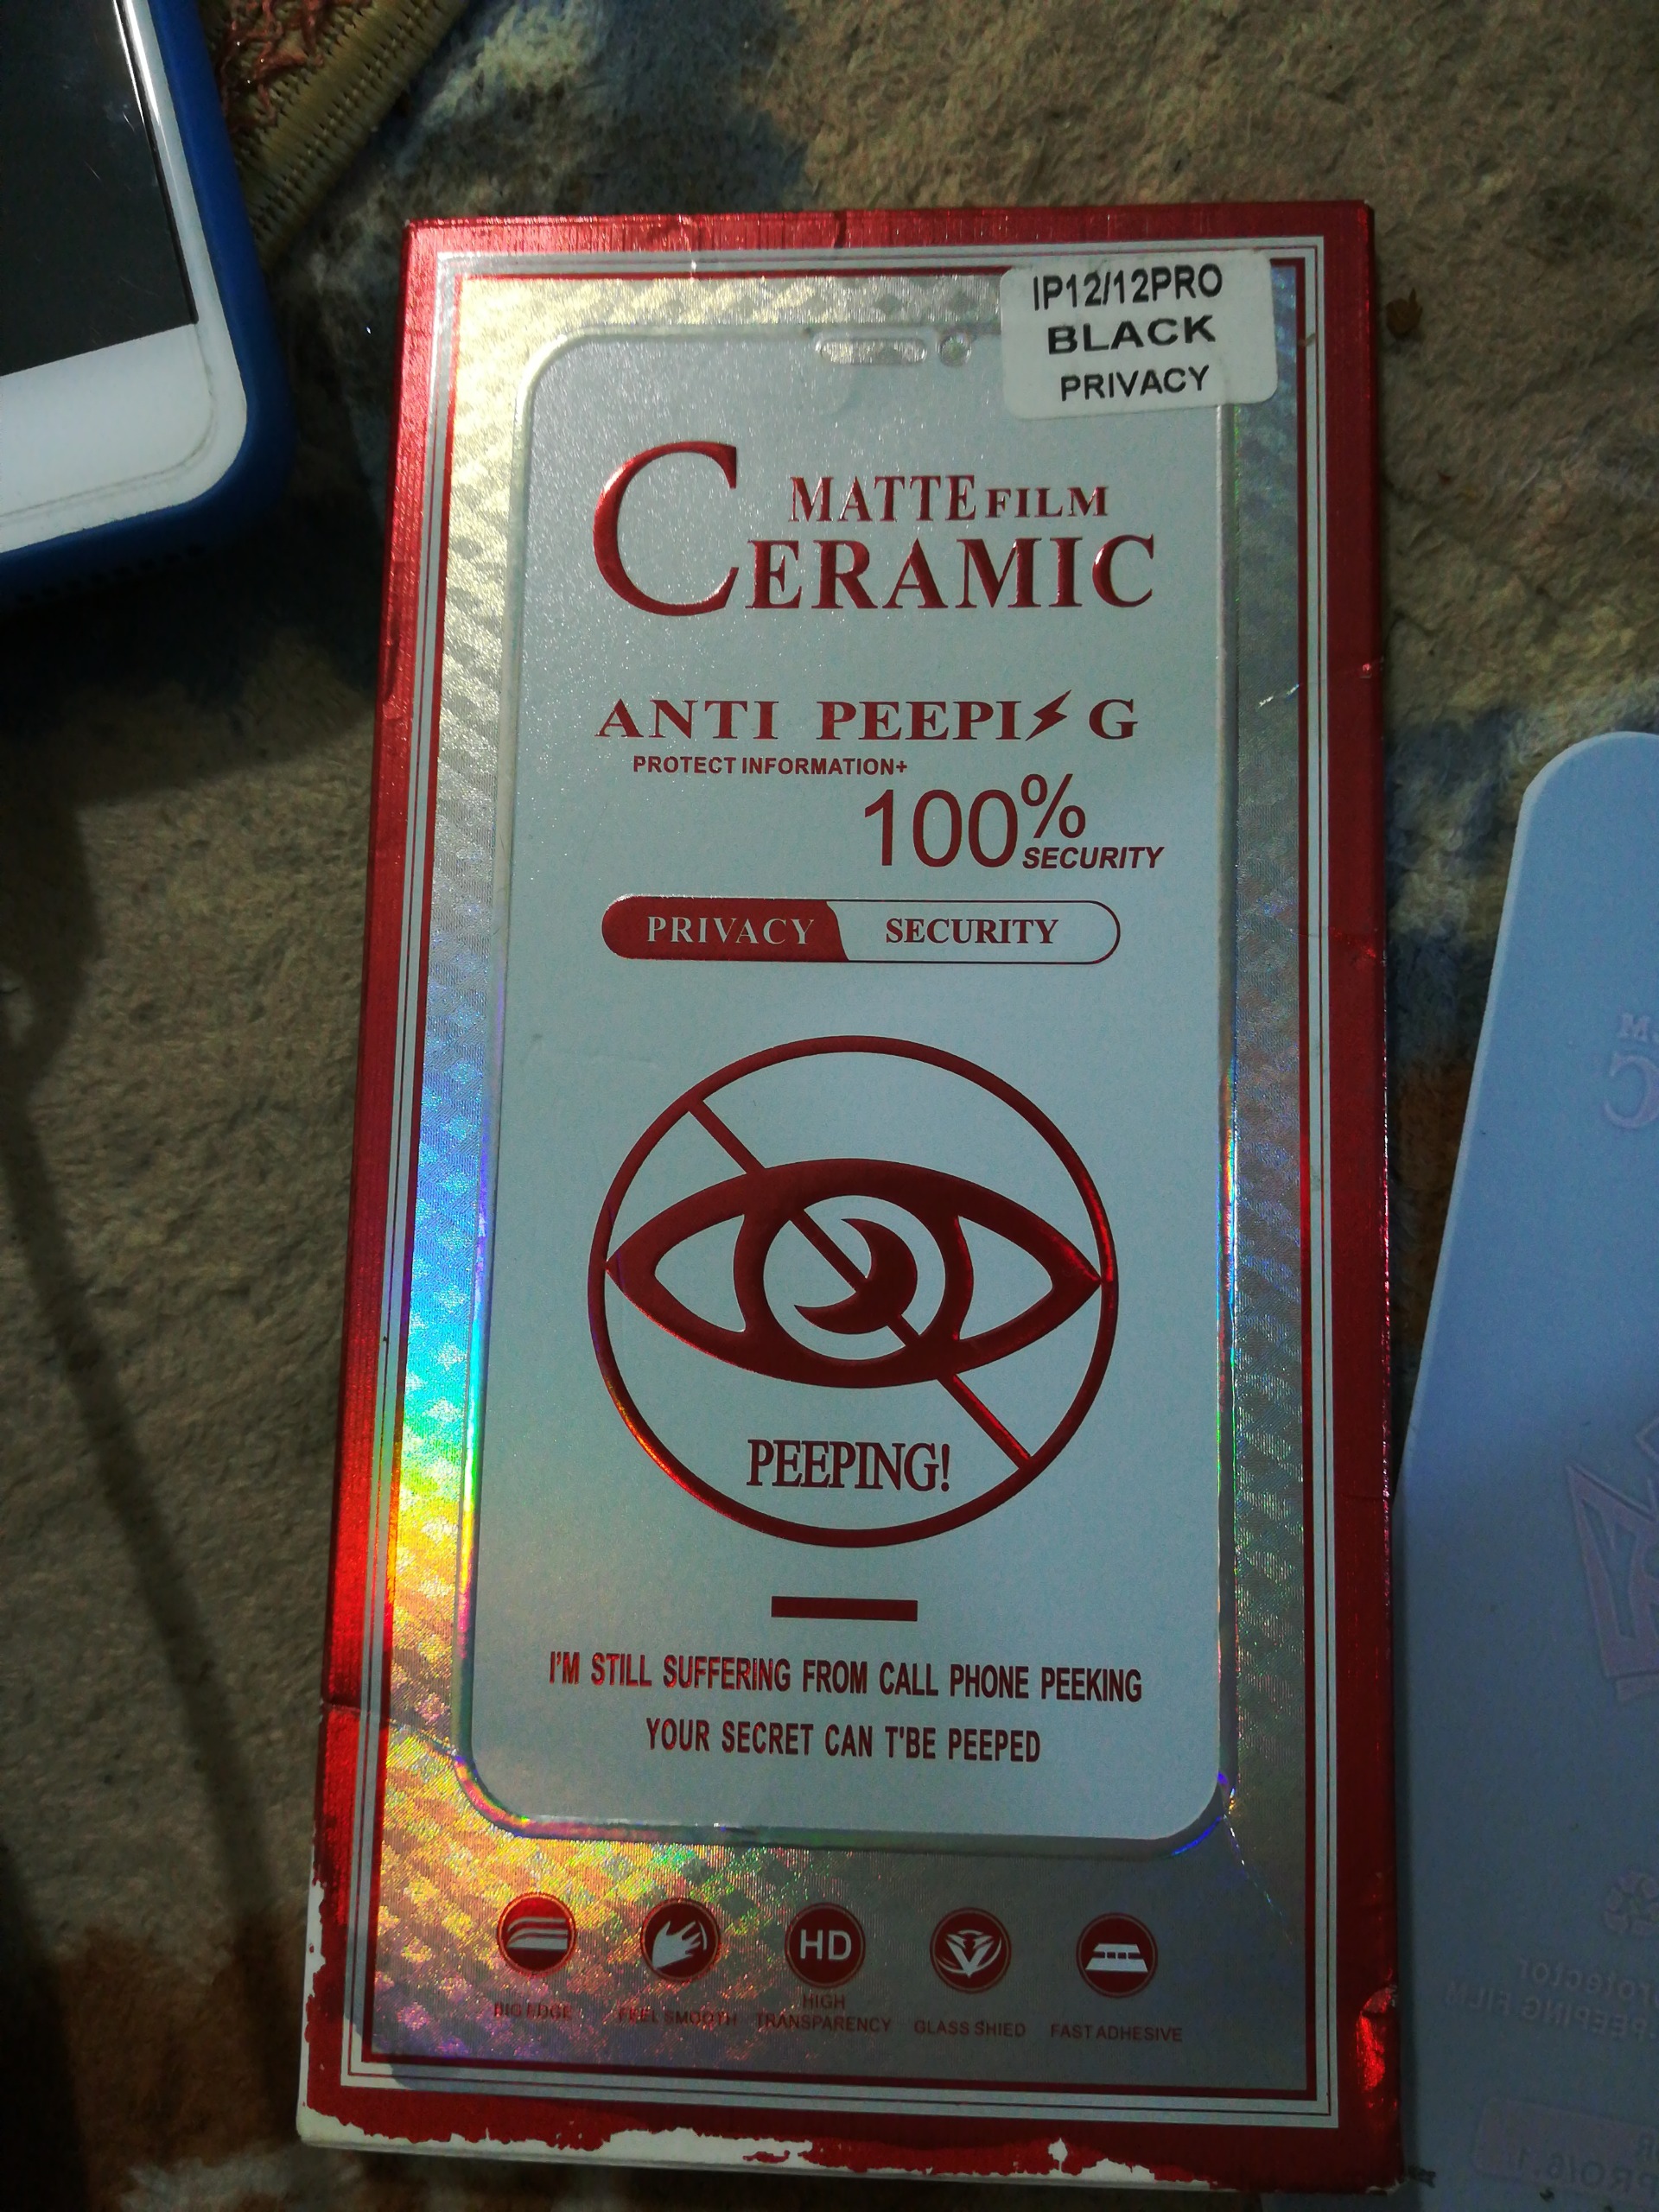 IP12/12PRO
BLACK
PRIVACY
MATTE FILM
CERAMIC
ANTI PEEPI⚡G
PROTECT INFORMATION+
100%
SECURITY
PRIVACY SECURITY
PEEPING!
I'M STILL SUFFERING FROM CALL PHONE PEEKING
YOUR SECRET CAN T'BE PEEPED
HD
BIG EDGE
FEEL SMOOTH
HIGH
TRANSPARENCY
GLASS SHIED
FAST ADHESIVE